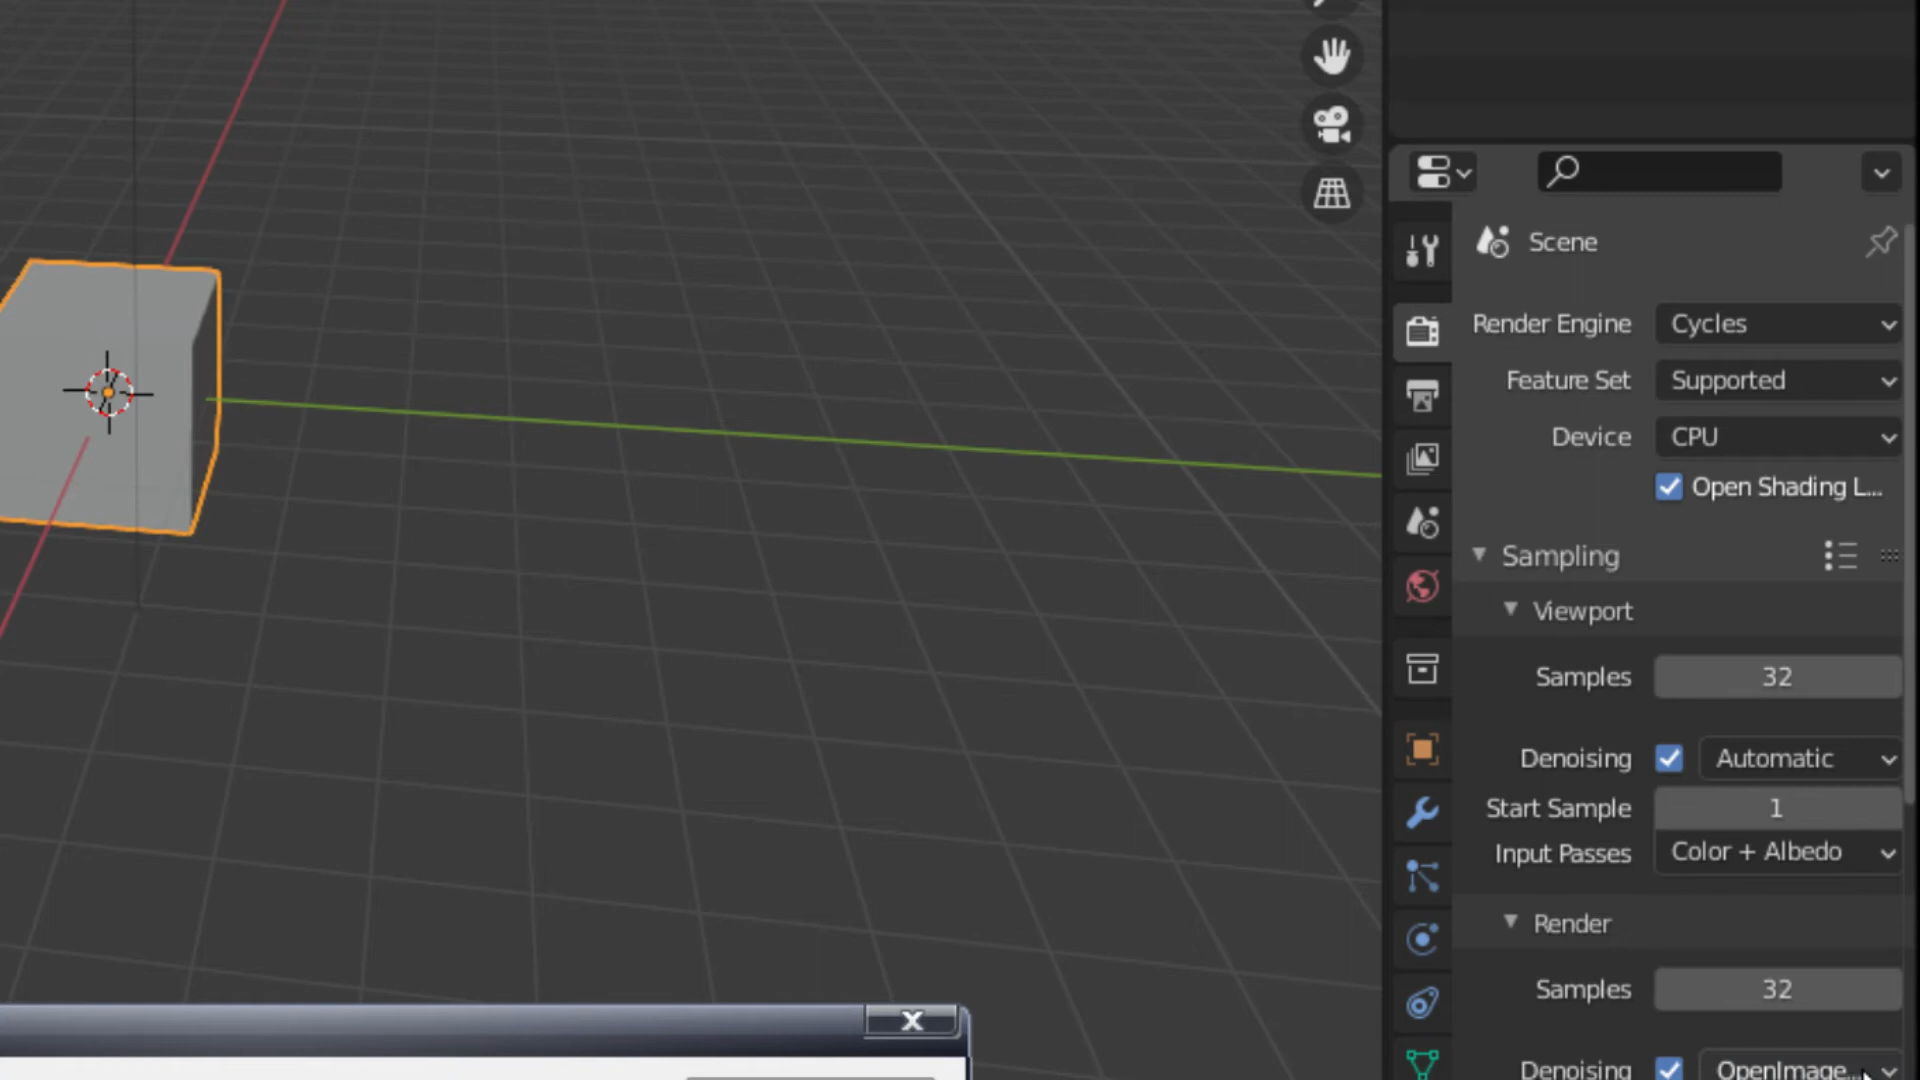 Scene
Render Engine Cycles
Feature Set Supported
Device CPU
Open Shading L...
Sampling
Viewport
Samples 32
Denoising Automatic
Start Sample 1
Input Passes Color + Albedo
Render
Samples 32
Denoising OpenImage...